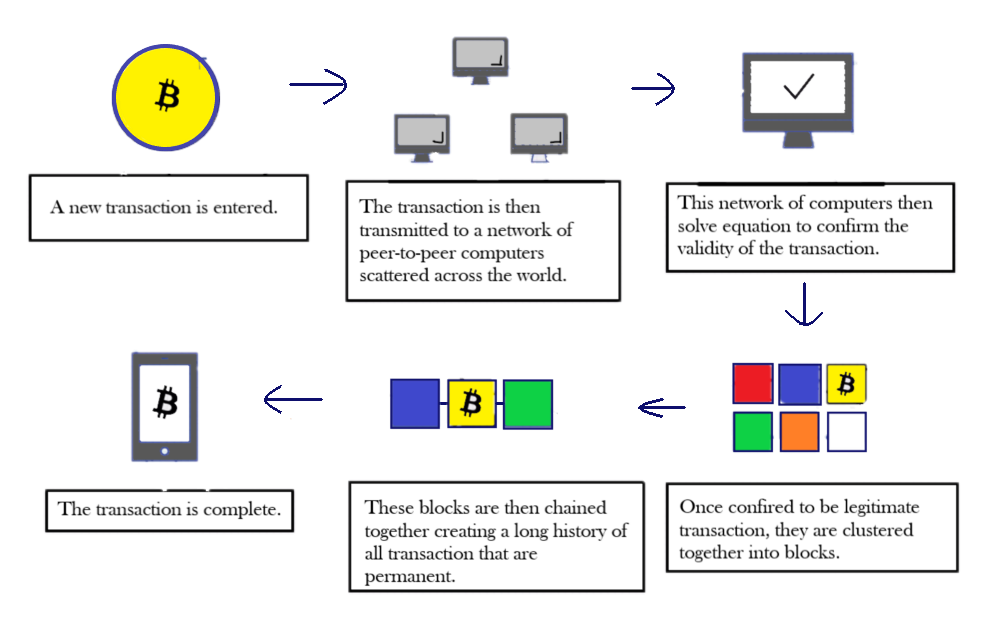 A new transaction is entered.
The transaction is then
transmitted to a network of
peer-to-peer computers
scattered across the world.
This network of computers then
solve equation to confirm the
validity of the transaction.
Once confired to be legitimate
transaction, they are clustered
together into blocks.
These blocks are then chained
together creating a long history of
all transaction that are
permanent.
The transaction is complete.